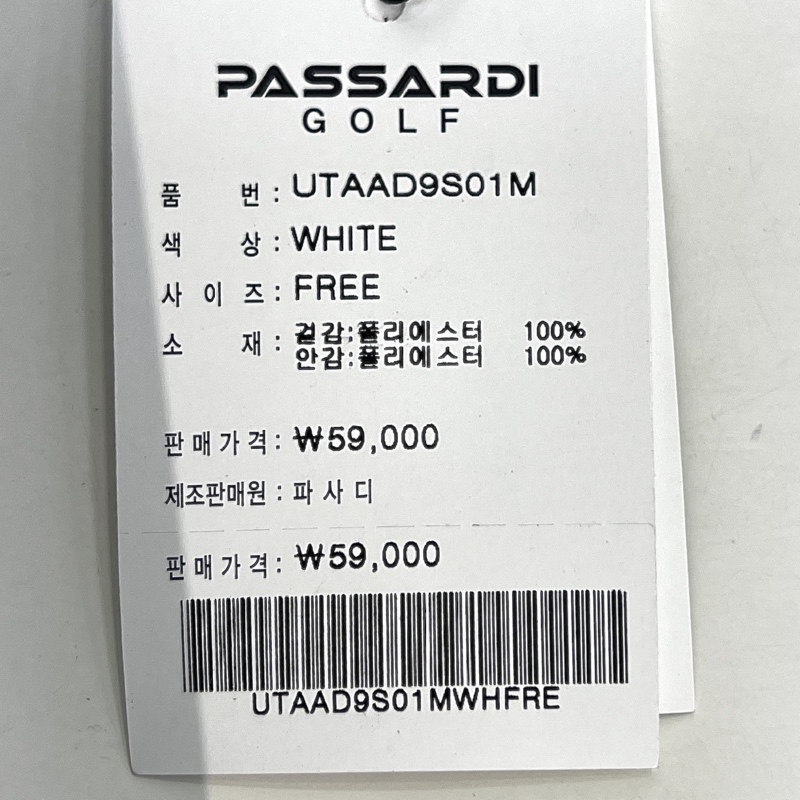 PASSARDI
GOLF
품 번 : UTAAD9S01M
색 상 : WHITE
사 이 즈 : FREE
소 재 : 겉감:폴리에스터 100%
안감:폴리에스터 100%
판 매 가 격 : ₩59,000
제조판매원 : 파 사 디
판 매 가 격 : ₩59,000
UTAAD9S01MWHFRE